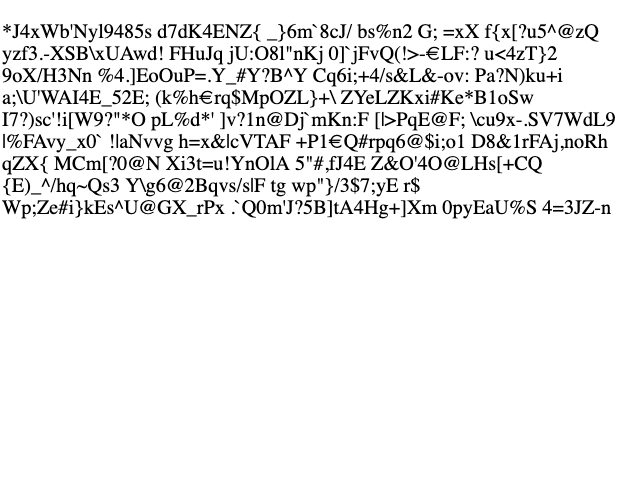 *J4xWb'Nyl9485s d7dK4ENZ{ _}6m`8cJ/ bs%n2 G; =xX f{x[?u5^@zQ
yzf3.-XSB\xUAwd! FHuJq jU:O8l"nKj 0]`jFvQ(!>-€LF:? u<4zT}2
9oX/H3Nn %4.]EoOuP=.Y_#Y?B^Y Cq6i;+4/s&L&-ov: Pa?N)ku+i
a;\U'WAI4E_52E; (k%h€rq$MpOZL}+\ ZYeLZKxi#Ke*B1oSw
I7?)sc'!i[W9?"*O pL%d*' ]v?1n@Dj`mKn:F [|>PqE@F; \cu9x-.SV7WdL9
|%FAvy_x0` !|aNvvg h=x&|cVTAF +P1€Q#rpq6@$i;o1 D8&1rFAj,noRh
qZX{ MCm[?0@N Xi3t=u!YnOlA 5"#,fJ4E Z&O'4O@LHs[+CQ
{E)_^/hq~Qs3 Y\g6@2Bqvs/s|F tg wp"}/3$7;yE r$
Wp;Ze#i}kEs^U@GX_rPx .`Q0m'J?5B]tA4Hg+]Xm 0pyEaU%S 4=3JZ-n